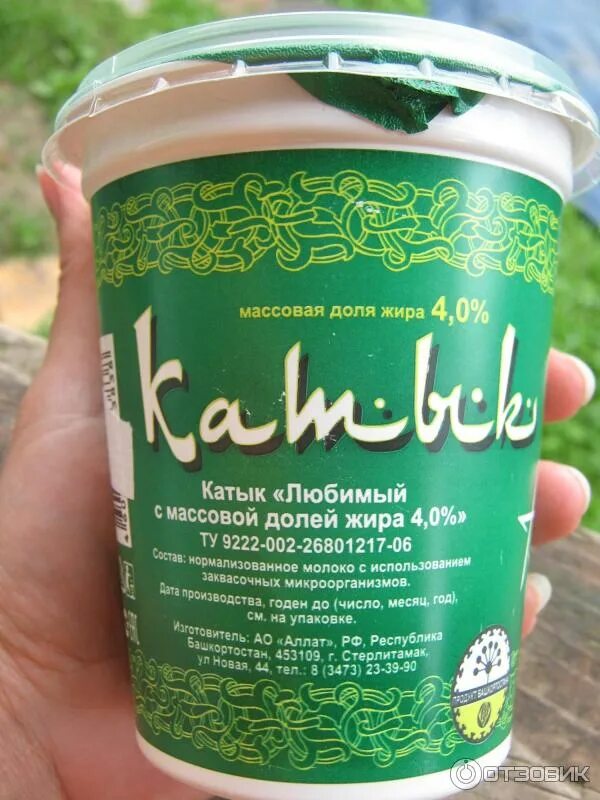 массовая доля жира 4,0%
Катык
Катык «Любимый
с массовой долей жира 4,0%»
ТУ 9222-002-26801217-06
Состав: нормализованное молоко с использованием
заквасочных микроорганизмов.
Дата производства, годен до (число, месяц, год),
см. на упаковке.
Изготовитель: АО «Аллат», РФ, Республика
Башкортостан, 453109, г. Стерлитамак,
ул Новая, 44, тел.: 8 (3473) 23-39-90
ПРОДУКТ БАШКОРТОСТАНА
ОТЗОВИК